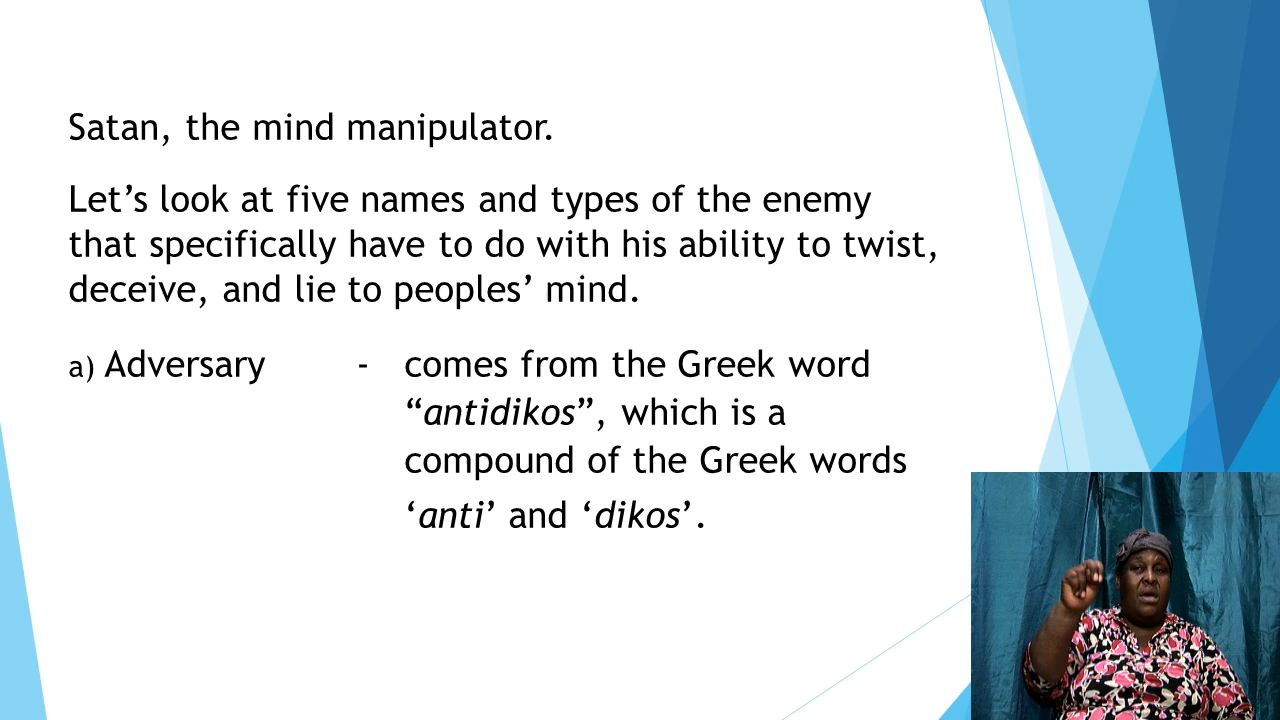 Satan, the mind manipulator.
Let’s look at five names and types of the enemy
that specifically have to do with his ability to twist,
deceive, and lie to peoples’ mind.
a) Adversary - comes from the Greek word
“antidikos”, which is a
compound of the Greek words
‘anti’ and ‘dikos’.